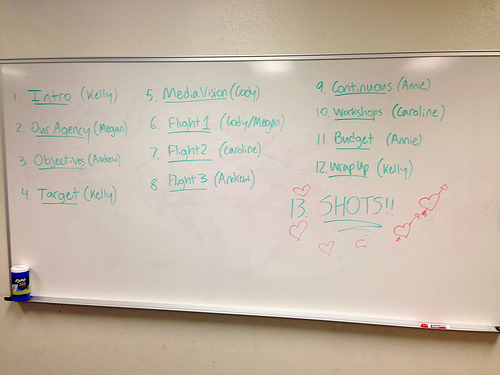 1. Intro (Kelly)
2. Our Agency (Megan)
3. Objectives (Andrew)
4. Target (Kelly)
5. Media Vision (Cody)
6. Flight 1 (Cody/Megan)
7. Flight 2 (Caroline)
8. Flight 3 (Andrew)
9. Continuous (Annie)
10. Workshops (Caroline)
11. Budget (Annie)
12. Wrap Up (Kelly)
13. SHOTS!!